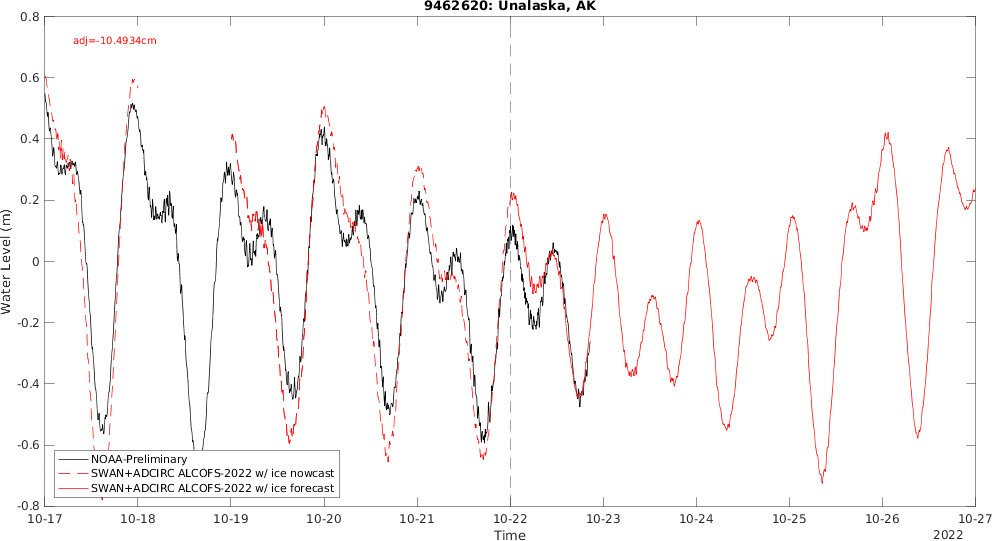 9462620: Unalaska, AK
adj=-10.4934cm
Water Level (m)
0.8
0.6
0.4
0.2
0
-0.2
-0.4
-0.6
-0.8
NOAA-Preliminary
SWAN+ADCIRC ALCOFS-2022 w/ ice nowcast
SWAN+ADCIRC ALCOFS-2022 w/ ice forecast
10-17 10-18 10-19 10-20 10-21 10-22 10-23 10-24 10-25 10-26 10-27
Time
2022